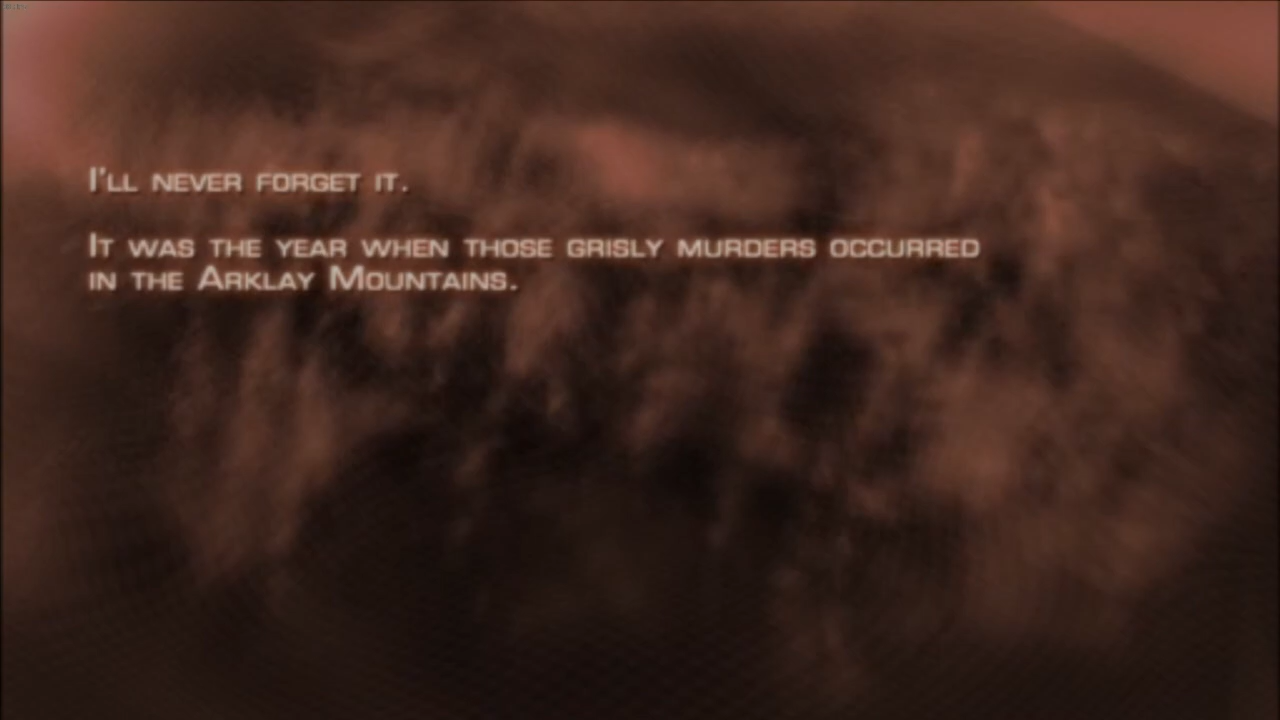 I'll never forget it.
It was the year when those grisly murders occurred
in the Arklay Mountains.